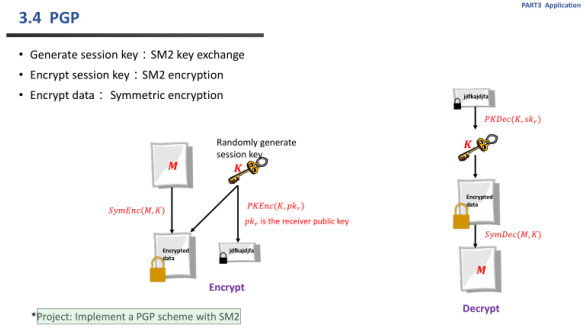 PART3 Application
3.4 PGP
• Generate session key：SM2 key exchange
• Encrypt session key：SM2 encryption
• Encrypt data： Symmetric encryption
Randomly generate
session key
M
K
SymEnc(M, K)
PKEnc(K, pk_r)
pk_r is the receiver public key
Encrypted
data
jdfkajdjfa
Encrypt
*Project: Implement a PGP scheme with SM2
jdfkajdjfa
PKDec(K, sk_r)
K
Encrypted
data
SymDec(M, K)
M
Decrypt